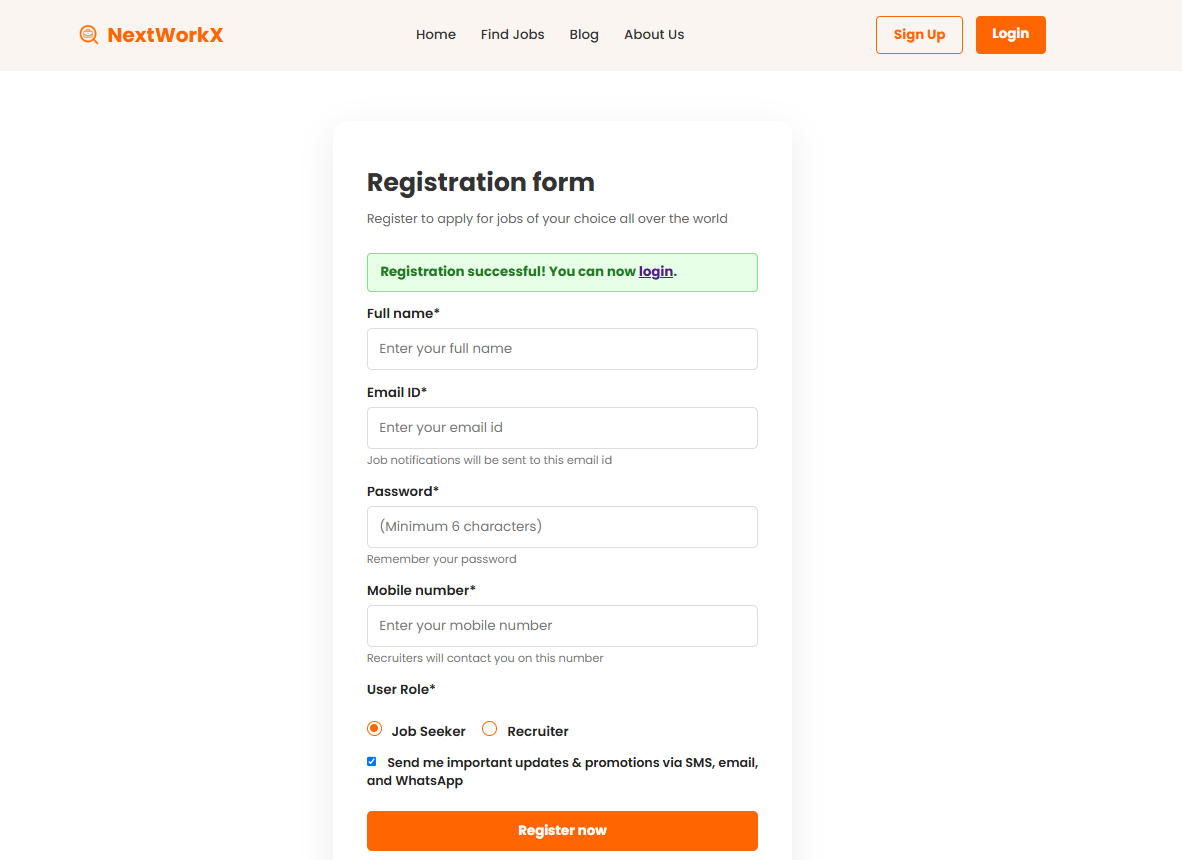 NextWorkX
Home Find Jobs Blog About Us
Sign Up Login
Registration form
Register to apply for jobs of your choice all over the world
Registration successful! You can now login.
Full name*
Enter your full name
Email ID*
Enter your email id
Job notifications will be sent to this email id
Password*
(Minimum 6 characters)
Remember your password
Mobile number*
Enter your mobile number
Recruiters will contact you on this number
User Role*
Job Seeker Recruiter
Send me important updates & promotions via SMS, email,
and WhatsApp
Register now